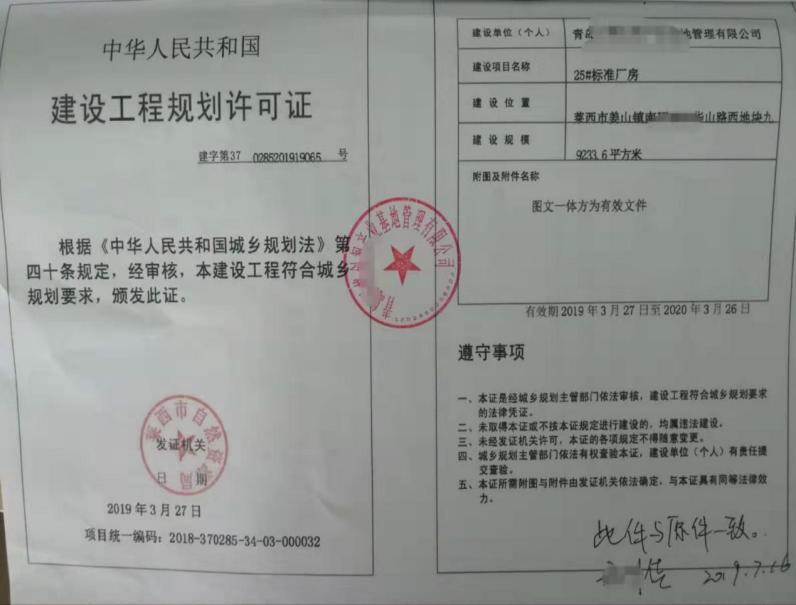 中华人民共和国
建设工程规划许可证
建字第37 0285201919065 号
根据《中华人民共和国城乡规划法》第
四十条规定，经审核，本建设工程符合城乡
规划要求，颁发此证。
莱西市自然资源局
发证机关
日 期
2019年3月27日
项目统一编码：2018-370285-34-03-000032
建设单位（个人） 青岛 地管理有限公司
建设项目名称 25#标准厂房
建设位置 莱西市姜山镇 华山路西地块九
建设规模 9233.6平方米
附图及附件名称
图文一体方为有效文件
基地管理有限公司
有效期2019年3月27日至2020年3月26日
遵守事项
一、本证是经城乡规划主管部门依法审核，建设工程符合城乡规划要求
的法律凭证。
二、未取得本证或不按本证规定进行建设的，均属违法建设。
三、未经发证机关许可，本证的各项规定不得随意变更。
四、城乡规划主管部门依法有权查验本证，建设单位（个人）有责任提
交查验。
五、本证所需附图与附件由发证机关依法确定，与本证具有同等法律效
力。
此件与原件一致。
2019.7.16